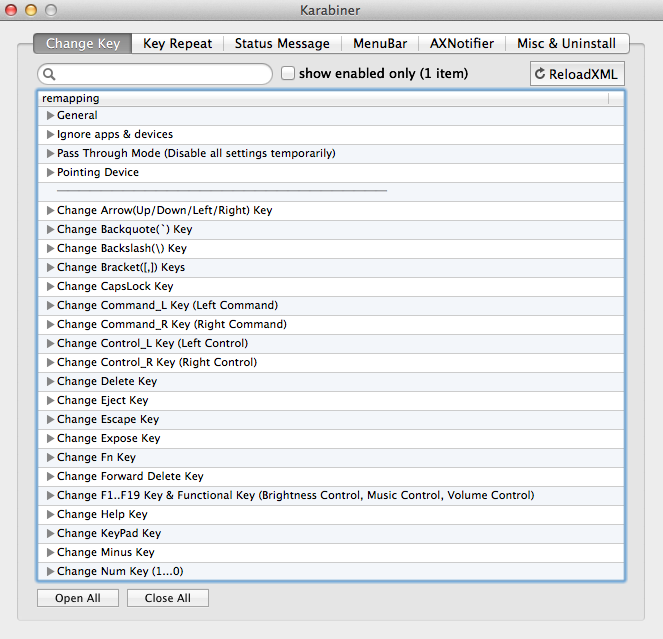 Karabiner
Change Key Key Repeat Status Message MenuBar AXNotifier Misc & Uninstall
show enabled only (1 item) ReloadXML
remapping
General
Ignore apps & devices
Pass Through Mode (Disable all settings temporarily)
Pointing Device
Change Arrow(Up/Down/Left/Right) Key
Change Backquote(`) Key
Change Backslash(\) Key
Change Bracket([,]) Keys
Change CapsLock Key
Change Command_L Key (Left Command)
Change Command_R Key (Right Command)
Change Control_L Key (Left Control)
Change Control_R Key (Right Control)
Change Delete Key
Change Eject Key
Change Escape Key
Change Expose Key
Change Fn Key
Change Forward Delete Key
Change F1..F19 Key & Functional Key (Brightness Control, Music Control, Volume Control)
Change Help Key
Change KeyPad Key
Change Minus Key
Change Num Key (1...0)
Open All Close All